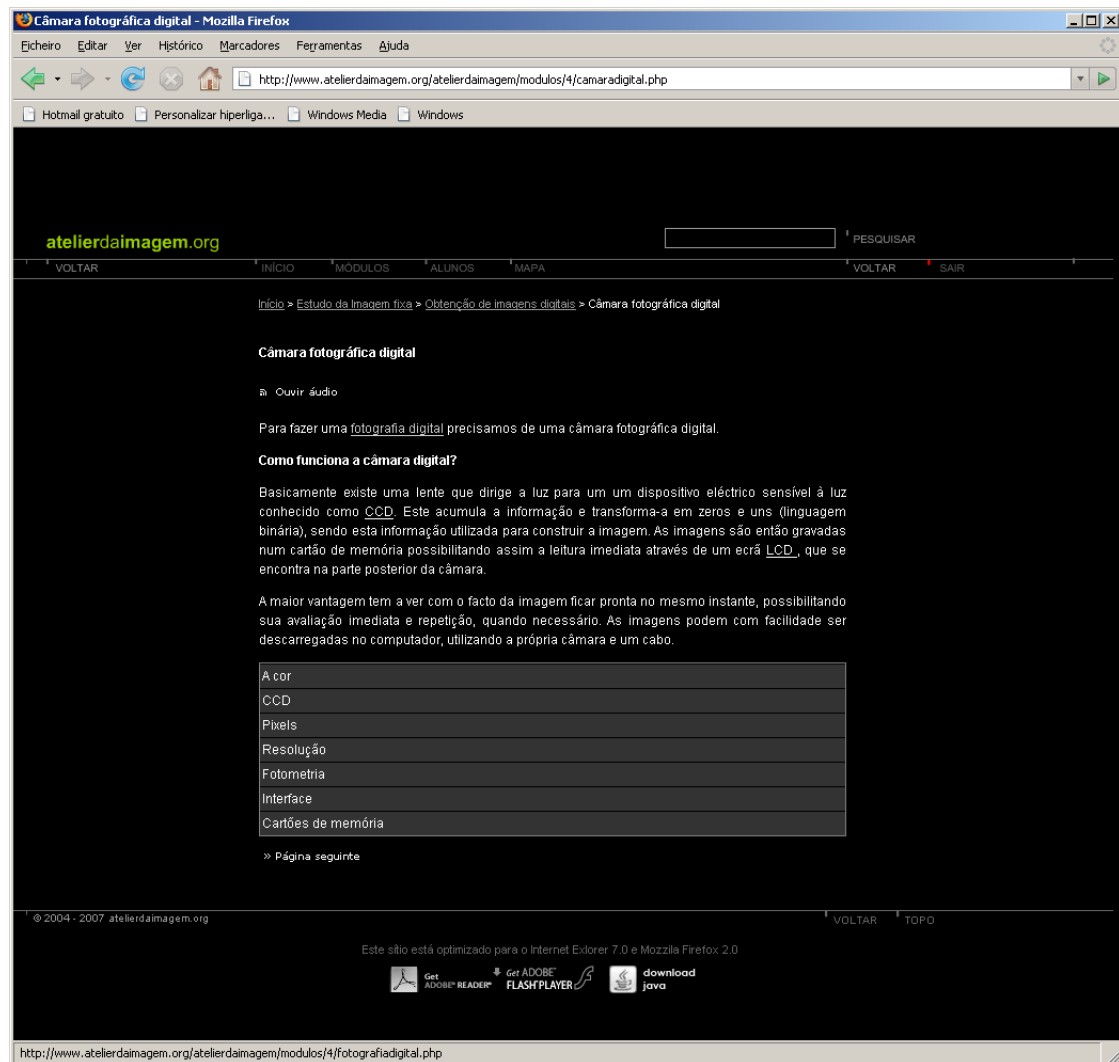 Câmara fotográfica digital - Mozilla Firefox
Ficheiro Editar Ver Histórico Marcadores Ferramentas Ajuda
http://www.atelierdaimagem.org/atelierdaimagem/modulos/4/camaradigital.php
Hotmail gratuito Personalizar hiperliga... Windows Media Windows
atelierdaimagem.org
PESQUISAR
VOLTAR INÍCIO MÓDULOS ALUNOS MAPA VOLTAR SAIR
Início > Estudo da Imagem fixa > Obtenção de imagens digitais > Câmara fotográfica digital
Câmara fotográfica digital
Ouvir áudio
Para fazer uma fotografia digital precisamos de uma câmara fotográfica digital.
Como funciona a câmara digital?
Basicamente existe uma lente que dirige a luz para um um dispositivo eléctrico sensível à luz
conhecido como CCD. Este acumula a informação e transforma-a em zeros e uns (linguagem
binária), sendo esta informação utilizada para construir a imagem. As imagens são então gravadas
num cartão de memória possibilitando assim a leitura imediata através de um ecrã LCD , que se
encontra na parte posterior da câmara.
A maior vantagem tem a ver com o facto da imagem ficar pronta no mesmo instante, possibilitando
sua avaliação imediata e repetição, quando necessário. As imagens podem com facilidade ser
descarregadas no computador, utilizando a própria câmara e um cabo.
A cor
CCD
Pixels
Resolução
Fotometria
Interface
Cartões de memória
» Página seguinte
© 2004 - 2007 atelierdaimagem.org
VOLTAR TOPO
Este sítio está optimizado para o Internet Exlorer 7.0 e Mozzila Firefox 2.0
Get ADOBE® READER®
Get ADOBE® FLASH® PLAYER
download java
http://www.atelierdaimagem.org/atelierdaimagem/modulos/4/fotografiadigital.php